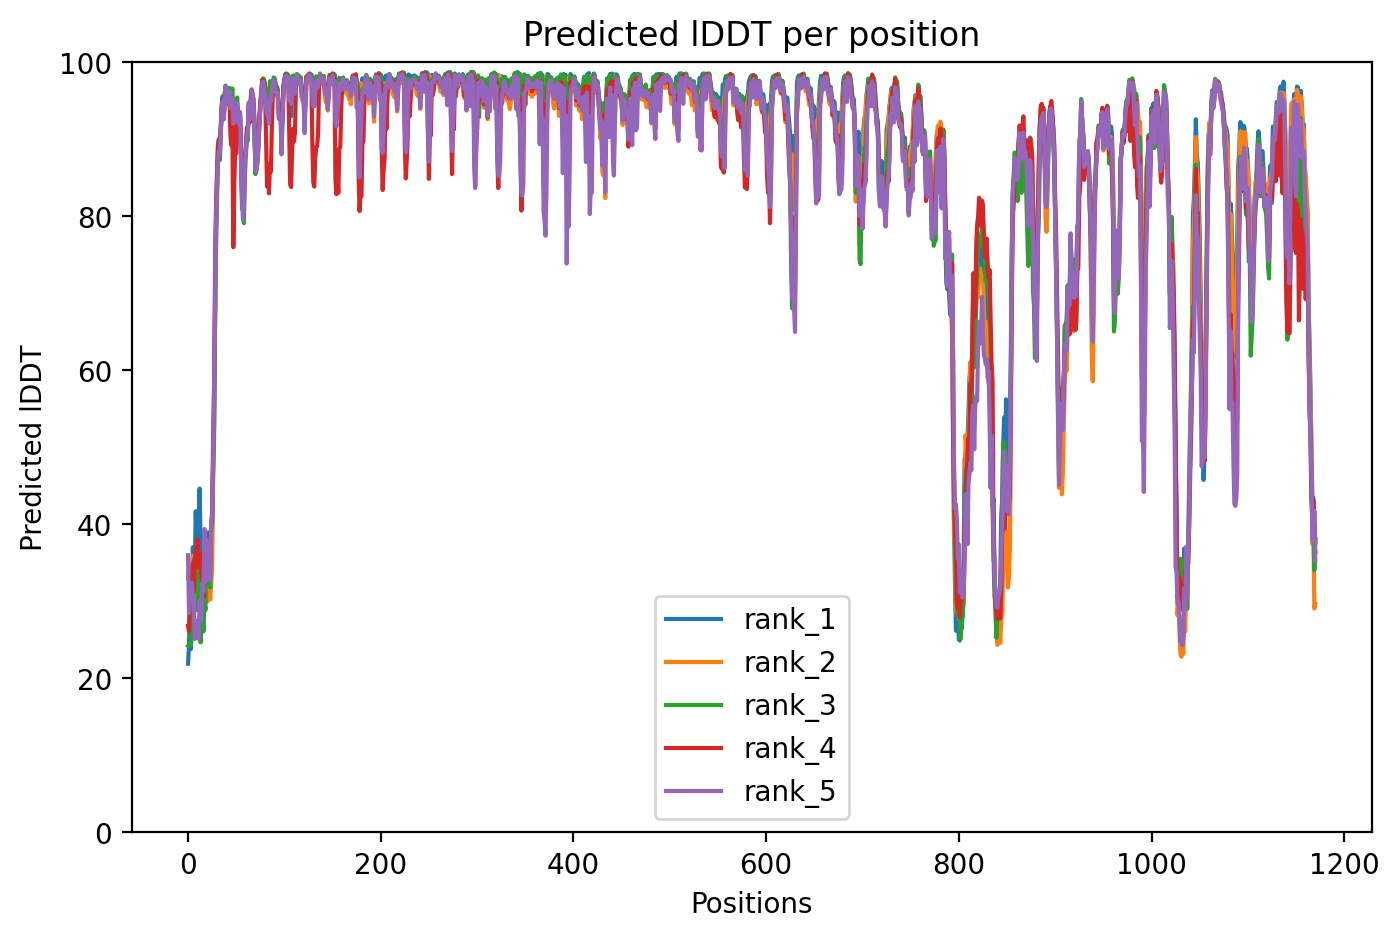 Predicted lDDT per position
100
80
60
40
20
0
Predicted lDDT
rank_1
rank_2
rank_3
rank_4
rank_5
0 200 400 600 800 1000 1200
Positions